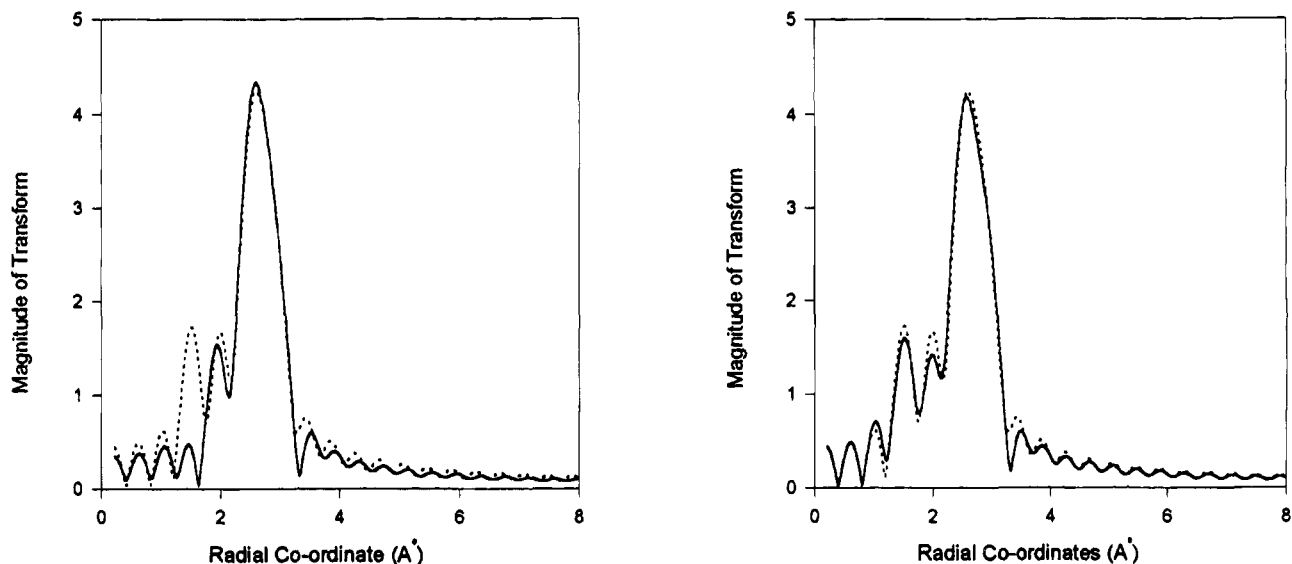 5
4
3
2
1
0
Magnitude of Transform
0 2 4 6 8
Radial Co-ordinate (A°)
5
4
3
2
1
0
Magnitude of Transform
0 2 4 6 8
Radial Co-ordinates (A°)